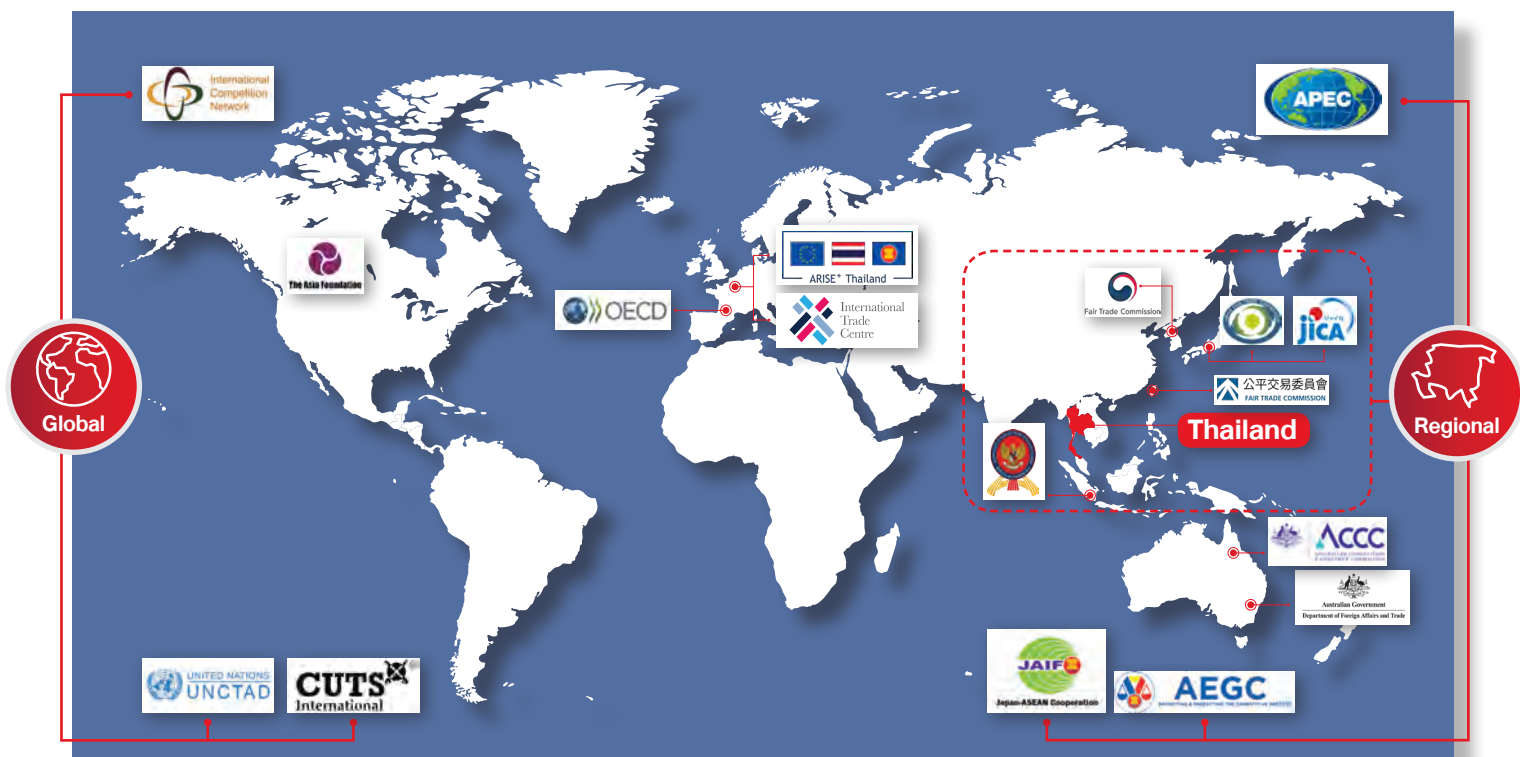 International
Competition
Network
APEC
The Asia Foundation
ARISE+ Thailand
OECD
International
Trade
Centre
Fair Trade Commission
jICA
公平交易委員會
FAIR TRADE COMMISSION
Global
Thailand
Regional
ACCC
Australian Government
Department of Foreign Affairs and Trade
UNITED NATIONS
UNCTAD
CUTS
International
JAIF
Japan-ASEAN Cooperation
AEGC